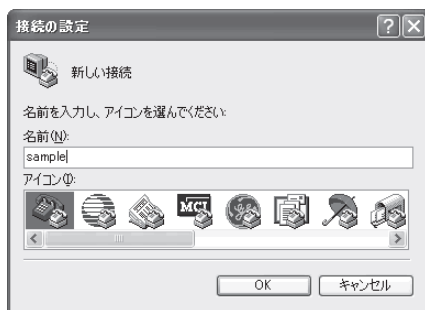 接続の設定
新しい接続
名前を入力し、アイコンを選んでください:
名前(N):
sample
アイコン(I):
MCI
OK
キャンセル